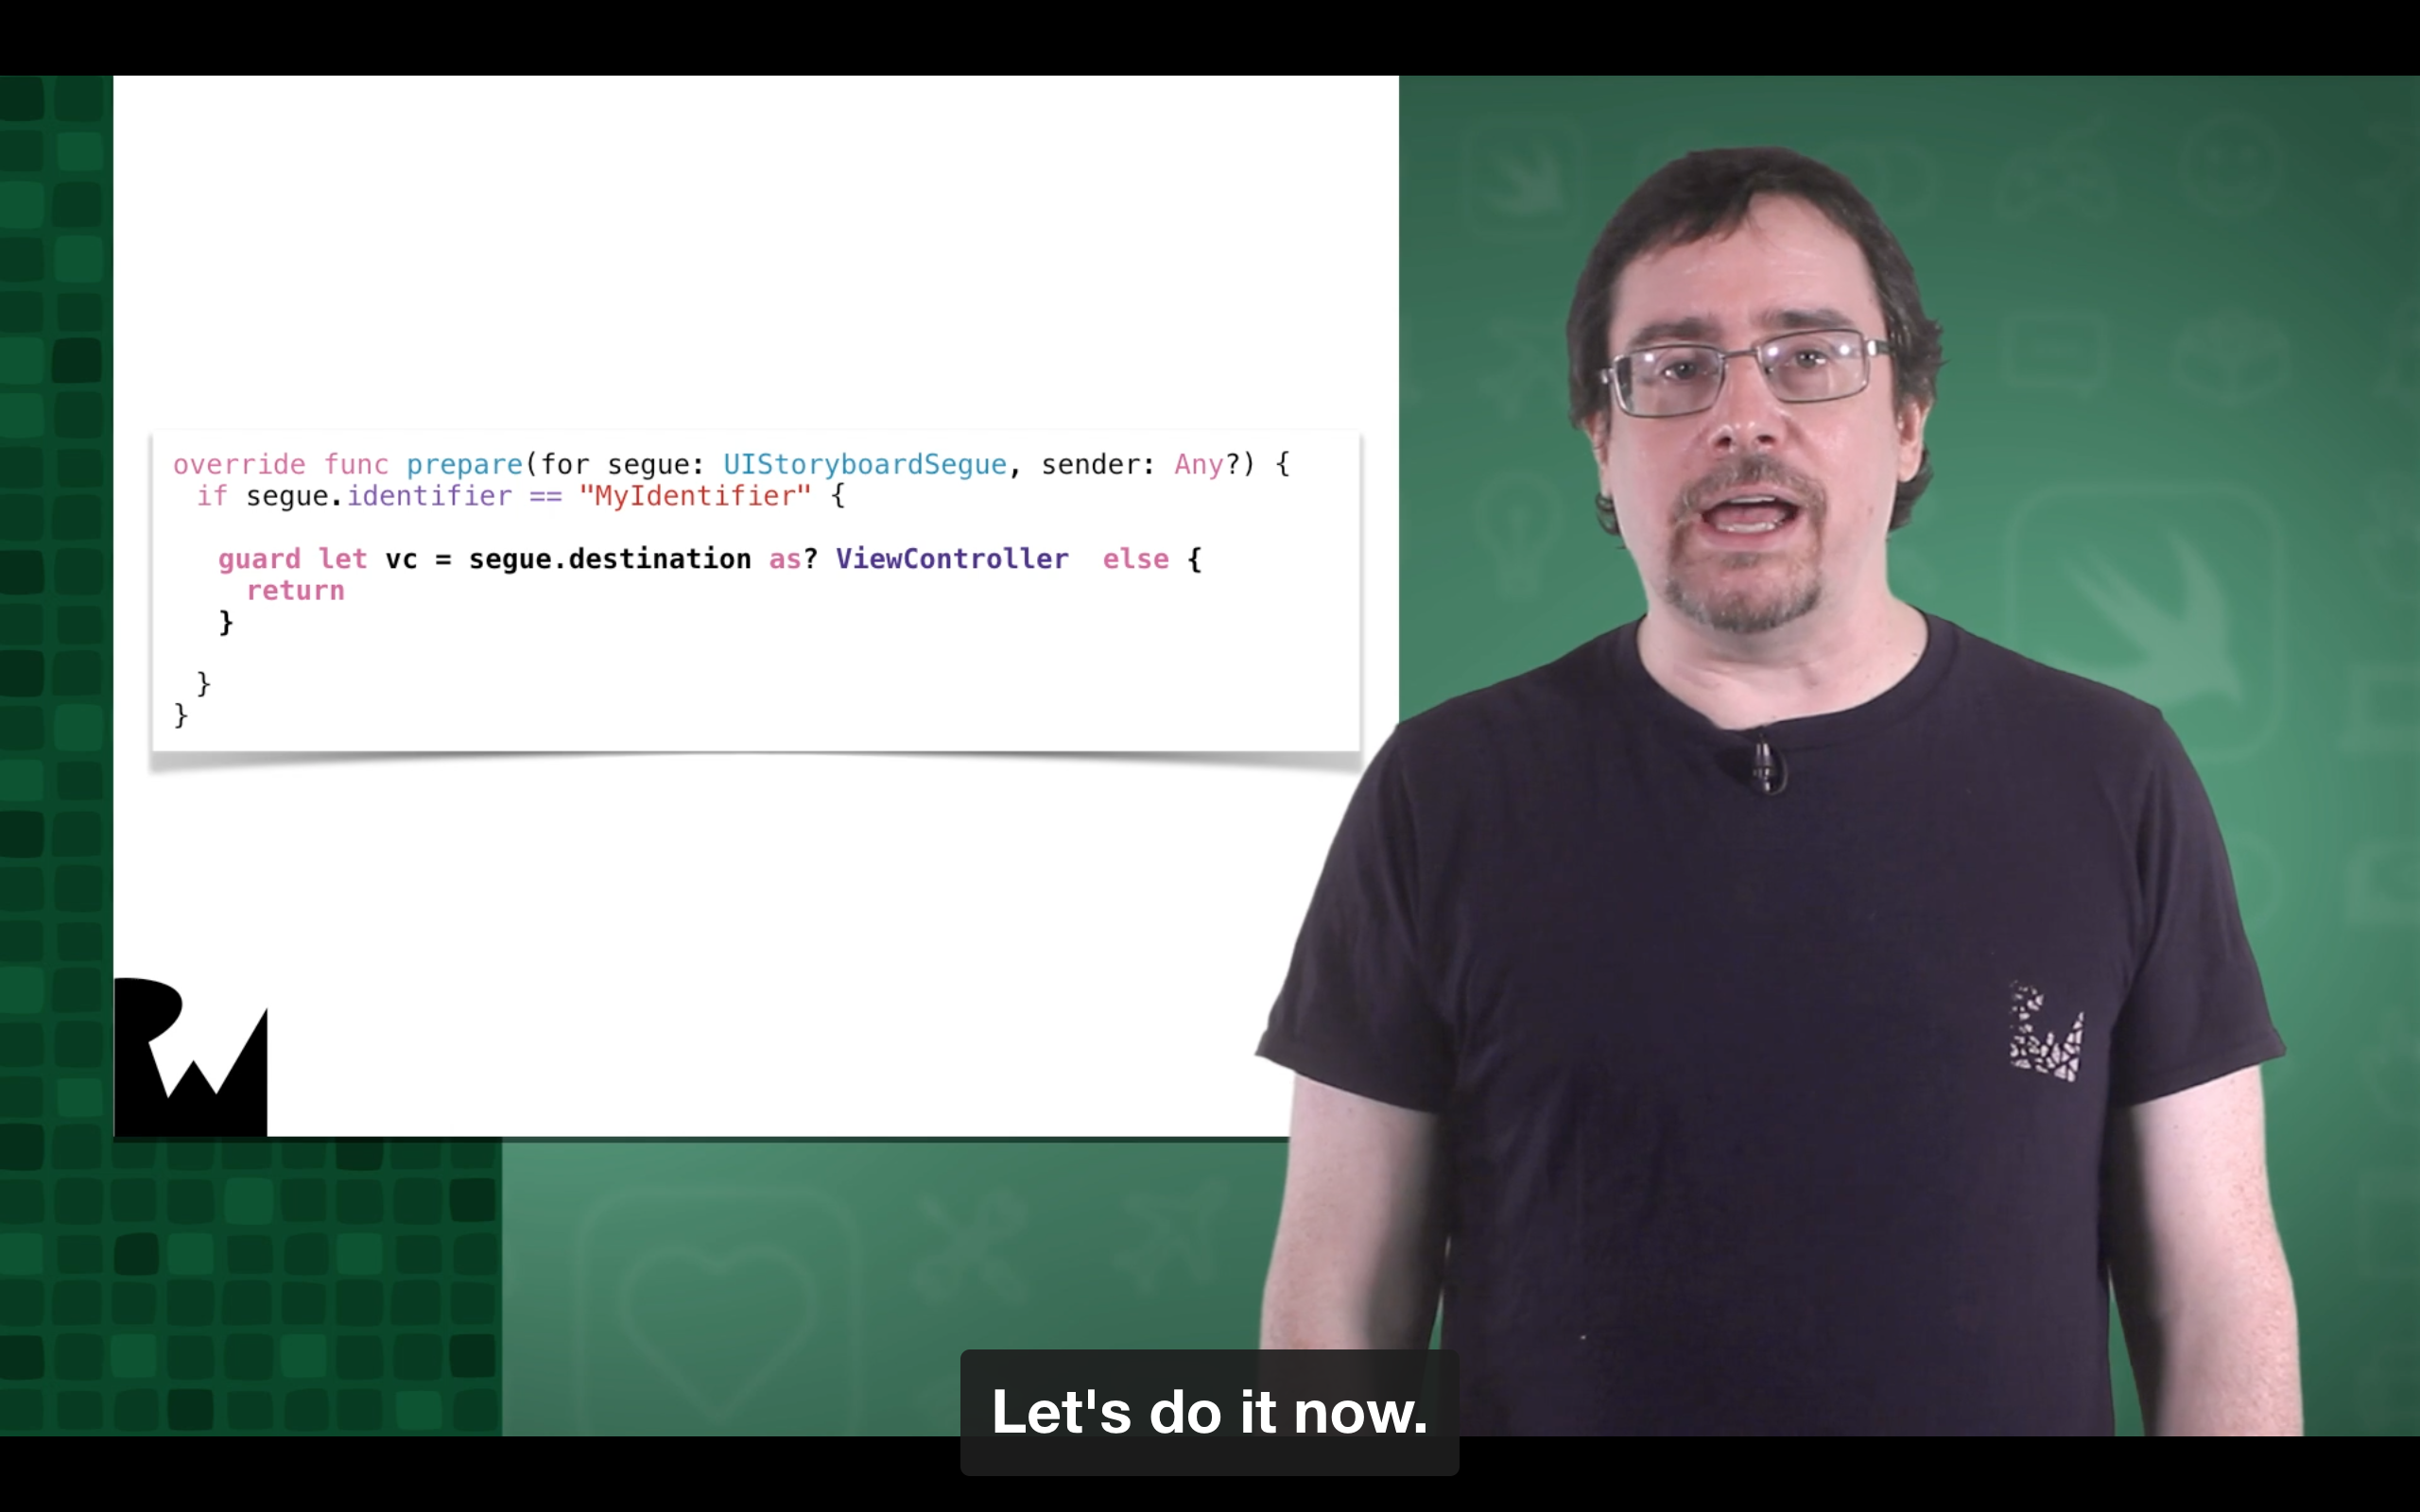 override func prepare(for segue: UIStoryboardSegue, sender: Any?) {
if segue.identifier == "MyIdentifier" {
guard let vc = segue.destination as? ViewController else {
return
}
}
}
RW
Let's do it now.